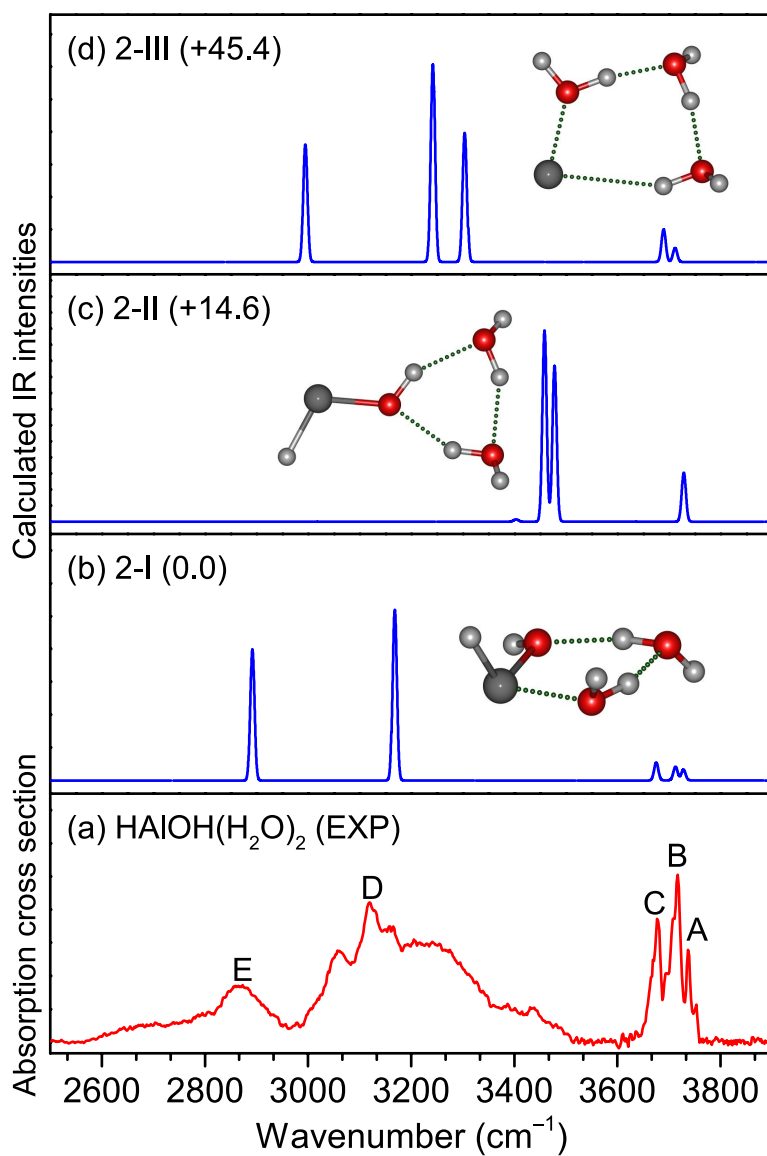 (d) 2-III (+45.4)
(c) 2-II (+14.6)
Calculated IR intensities
(b) 2-I (0.0)
(a) HAlOH(H₂O)₂ (EXP)
Absorption cross section
E
D
C
B
A
2600 2800 3000 3200 3400 3600 3800
Wavenumber (cm⁻¹)